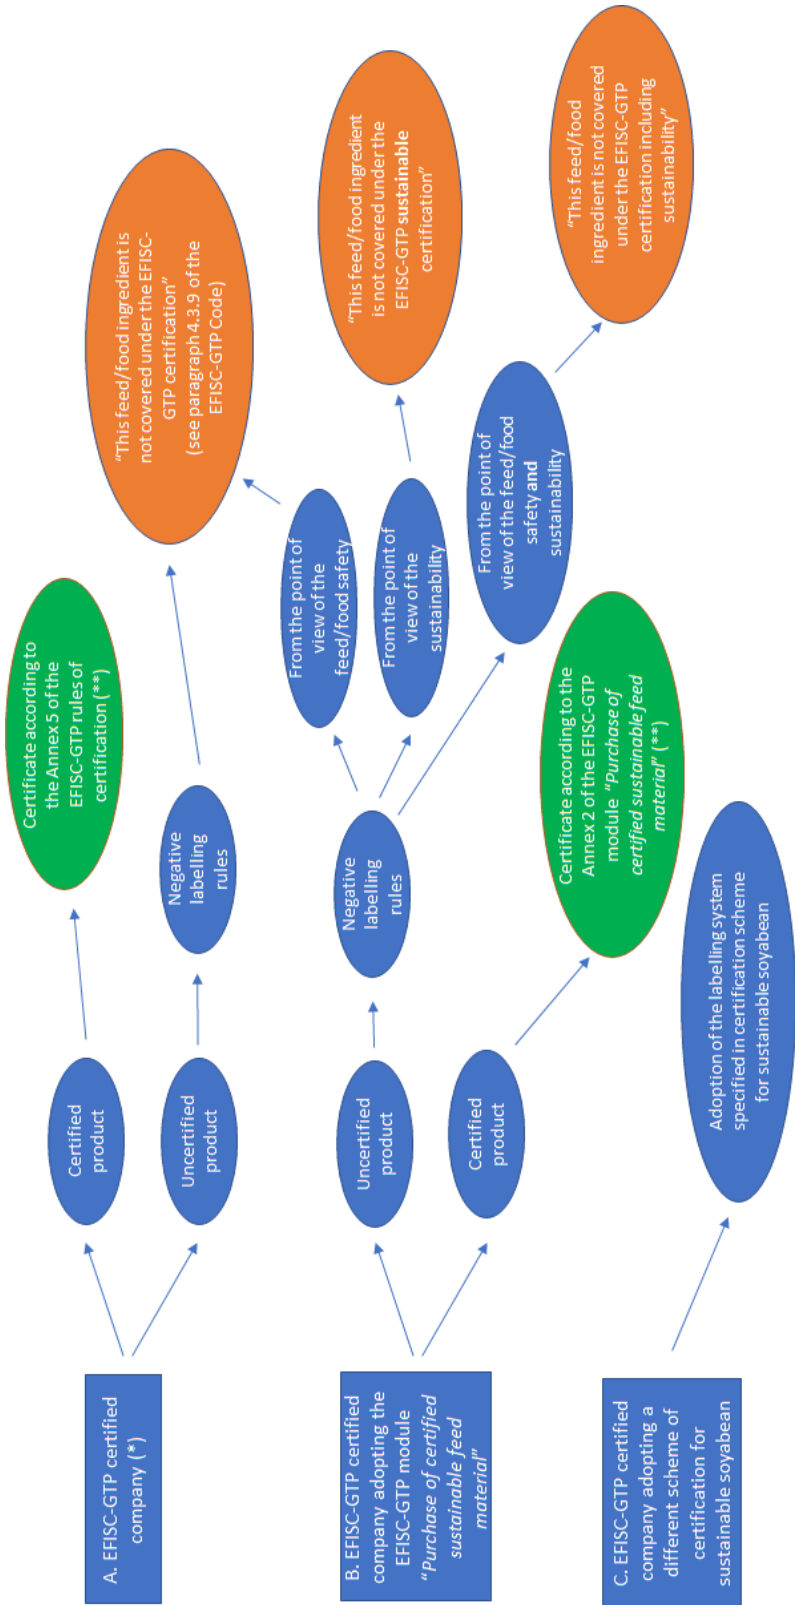 A. EFISC-GTP certified
company (*)
Certified
product
Certificate according to
the Annex 5 of the
EFISC-GTP rules of
certification (**)
Uncertified
product
Negative
labelling
rules
“This feed/food ingredient is
not covered under the EFISC-
GTP certification”
(see paragraph 4.3.9 of the
EFISC-GTP Code)
B. EFISC-GTP certified
company adopting the
EFISC-GTP module
“Purchase of certified
sustainable feed
material”
Uncertified
product
Negative
labelling
rules
From the point of
view of the
feed/food safety
From the point of
view of the
sustainability
“This feed/food ingredient
is not covered under the
EFISC-GTP sustainable
certification”
From the point of
view of the feed/food
safety and
sustainability
“This feed/food
ingredient is not covered
under the EFISC-GTP
certification including
sustainability”
Certified
product
Certificate according to the
Annex 2 of the EFISC-GTP
module “Purchase of
certified sustainable feed
material” (**)
C. EFISC-GTP certified
company adopting a
different scheme of
certification for
sustainable soyabean
Adoption of the labelling system
specified in certification scheme
for sustainable soyabean